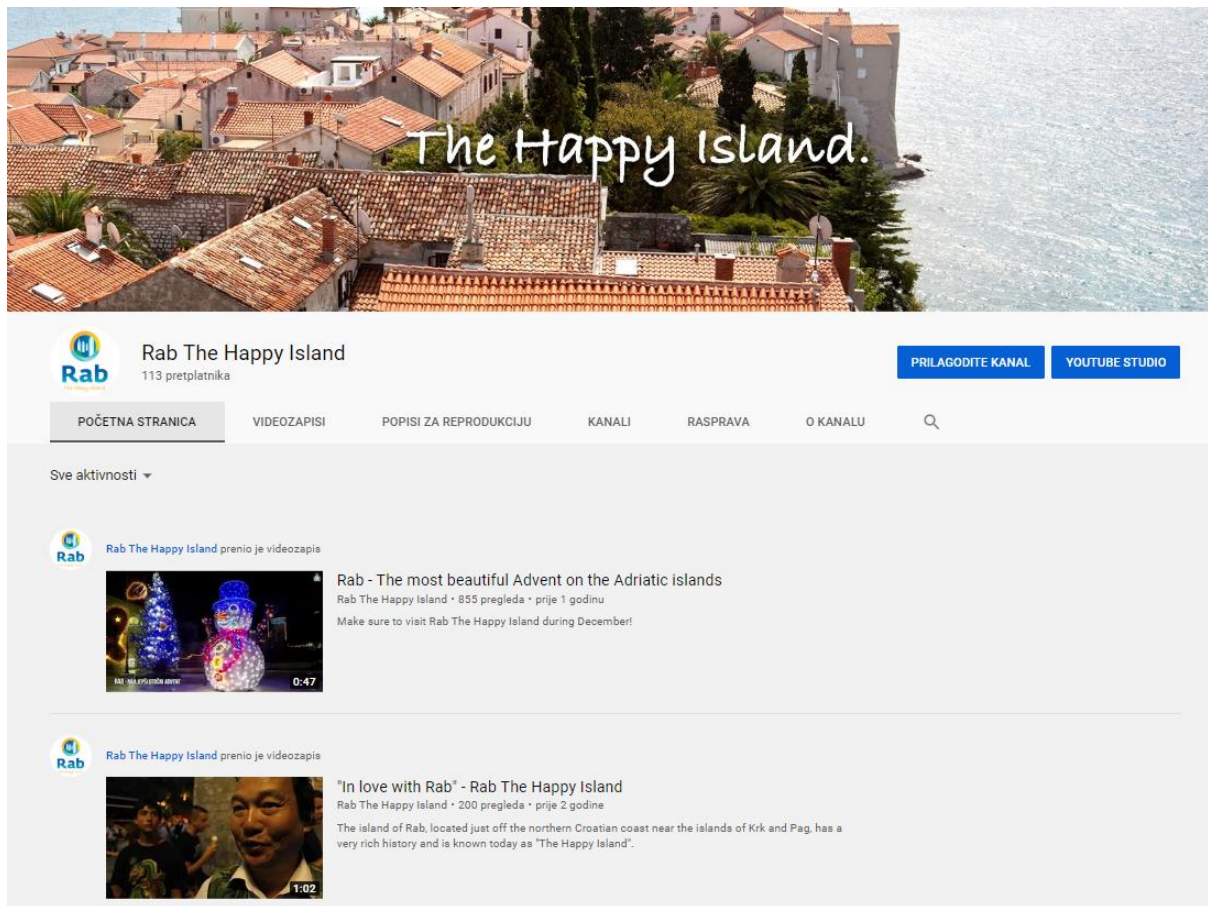 The Happy Island.
Rab
Rab The Happy Island
113 pretplatnika
PRILAGODITE KANAL
YOUTUBE STUDIO
POČETNA STRANICA
VIDEOZAPISI
POPISI ZA REPRODUKCIJU
KANALI
RASPRAVA
O KANALU
Sve aktivnosti
Rab
Rab The Happy Island prenio je videozapis
RAB - NAJLJEPŠI OTOČNI ADVENT
0:47
Rab - The most beautiful Advent on the Adriatic islands
Rab The Happy Island • 855 pregleda • prije 1 godinu
Make sure to visit Rab The Happy Island during December!
Rab
Rab The Happy Island prenio je videozapis
1:02
"In love with Rab" - Rab The Happy Island
Rab The Happy Island • 200 pregleda • prije 2 godine
The island of Rab, located just off the northern Croatian coast near the islands of Krk and Pag, has a
very rich history and is known today as "The Happy Island".